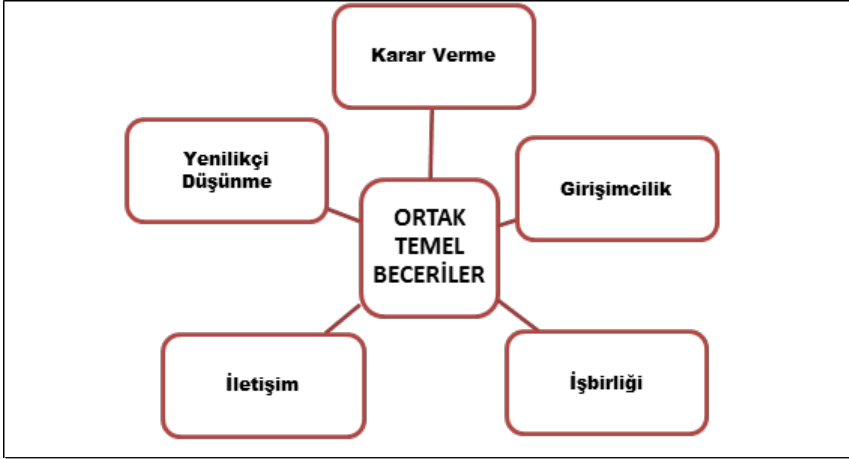 Karar Verme
Yenilikçi
Düşünme
Girişimcilik
ORTAK
TEMEL
BECERİLER
İletişim
İşbirliği